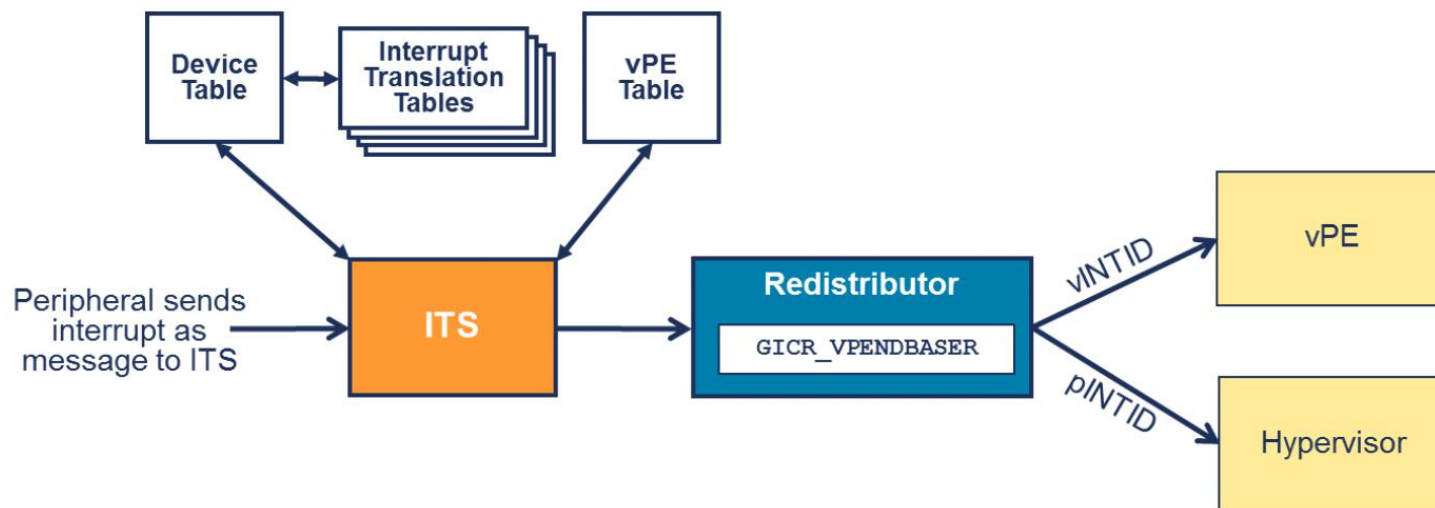 Device
Table
Interrupt
Translation
Tables
vPE
Table
Peripheral sends
interrupt as
message to ITS
ITS
Redistributor
GICR_VPENDBASER
vINTID
pINTID
vPE
Hypervisor